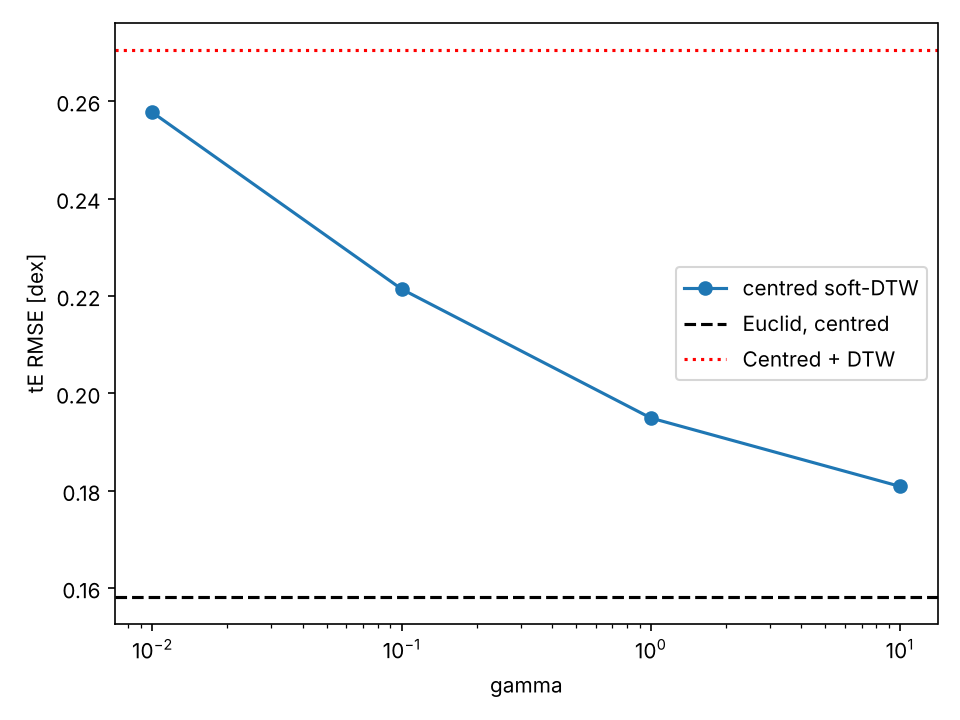 0.26
0.24
0.22
0.20
0.18
0.16
tE RMSE [dex]
centred soft-DTW
Euclid, centred
Centred + DTW
10⁻² 10⁻¹ 10⁰ 10¹
gamma